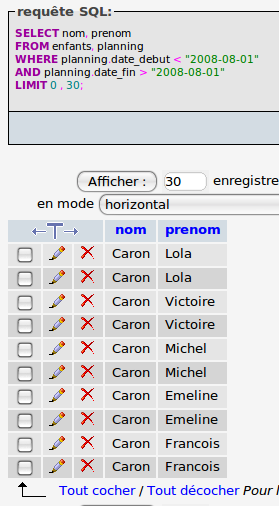 requête SQL:
SELECT nom, prenom
FROM enfants, planning
WHERE planning.date_debut < "2008-08-01"
AND planning.date_fin > "2008-08-01"
LIMIT 0 , 30;
Afficher : 30 enregistre
en mode horizontal
nom prenom
Caron Lola
Caron Lola
Caron Victoire
Caron Victoire
Caron Michel
Caron Michel
Caron Emeline
Caron Emeline
Caron Francois
Caron Francois
Tout cocher / Tout décocher Pour l